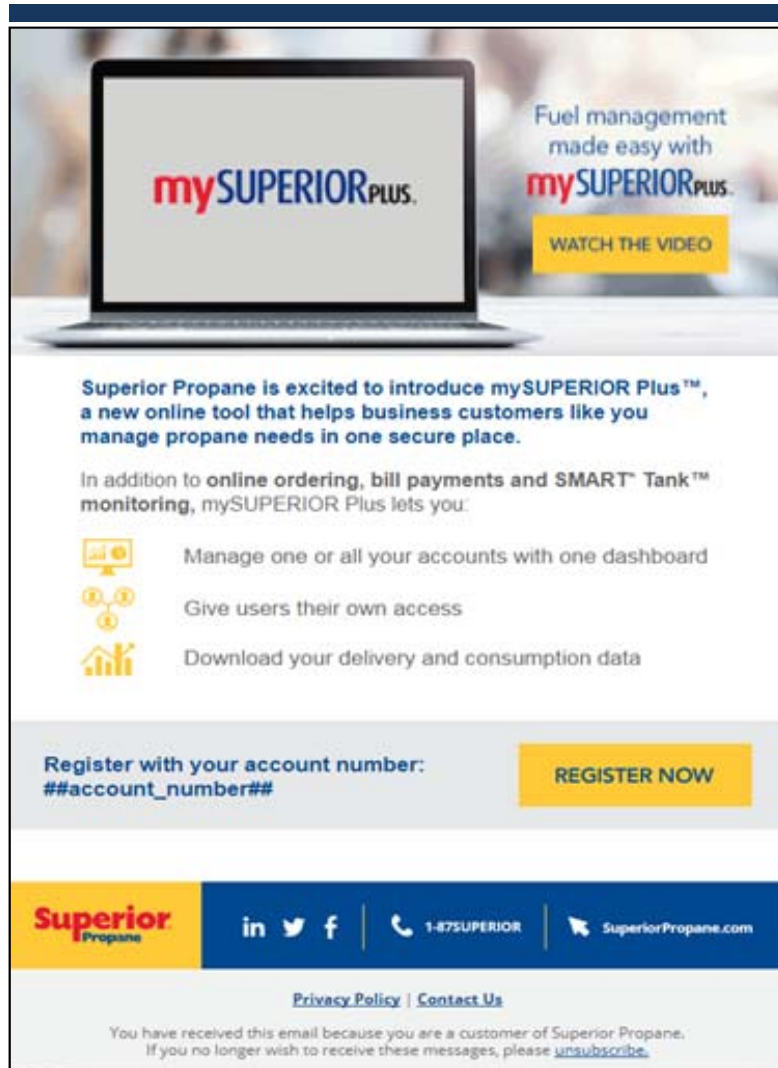 mySUPERIOR PLUS.
Fuel management
made easy with
mySUPERIOR PLUS.
WATCH THE VIDEO
Superior Propane is excited to introduce mySUPERIOR Plus™,
a new online tool that helps business customers like you
manage propane needs in one secure place.
In addition to online ordering, bill payments and SMART* Tank™
monitoring, mySUPERIOR Plus lets you:
Manage one or all your accounts with one dashboard
Give users their own access
Download your delivery and consumption data
Register with your account number:
##account_number##
REGISTER NOW
Superior
Propane
in
f
1-87SUPERIOR
SuperiorPropane.com
Privacy Policy | Contact Us
You have received this email because you are a customer of Superior Propane.
If you no longer wish to receive these messages, please unsubscribe.